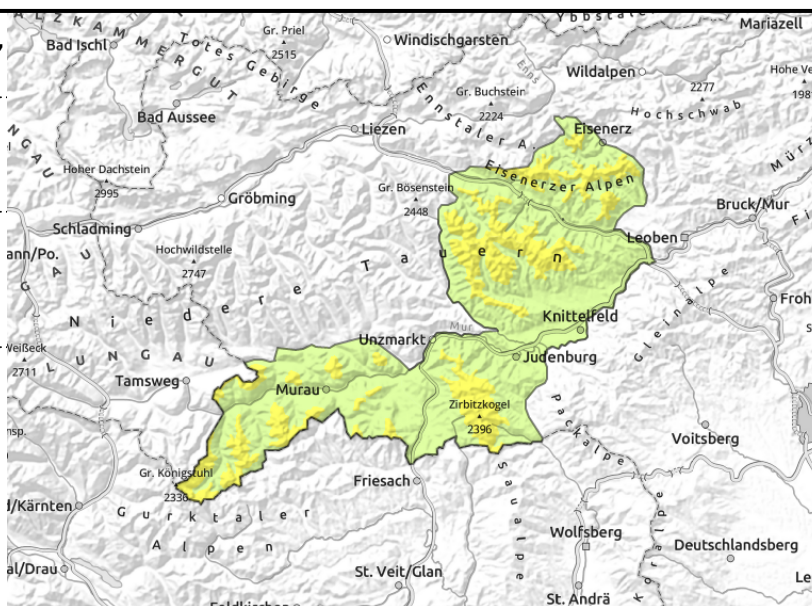 Mariazell
Bad Ischl
SALZKAMMERGUT
Totes Gebirge
Gr. Priel
2515
Windischgarsten
Enns
Wildalpen
2277
Hochschwab
Gr. Buchstein
2224
Ennstaler A.
Bad Aussee
Liezen
Eisenerz
Eisenerzer Alpen
Hoher Dachstein
2995
Gröbming
Gr. Bösenstein
2448
Bruck/Mur
Schladming
Leoben
Hochwildstelle
2747
Niedere Tauern
Knittelfeld
Gleinalpe
Unzmarkt
Mur
Judenburg
LUNGAU
2711
Tamsweg
Murau
Zirbitzkogel
2396
Packalpe
Voitsberg
Gr. Königstuhl
2336
Friesach
Saualpe
Gurktaler
Alpen
Koralpe
Wolfsberg
Deutschlandsberg
St. Veit/Glan
St. Andrä